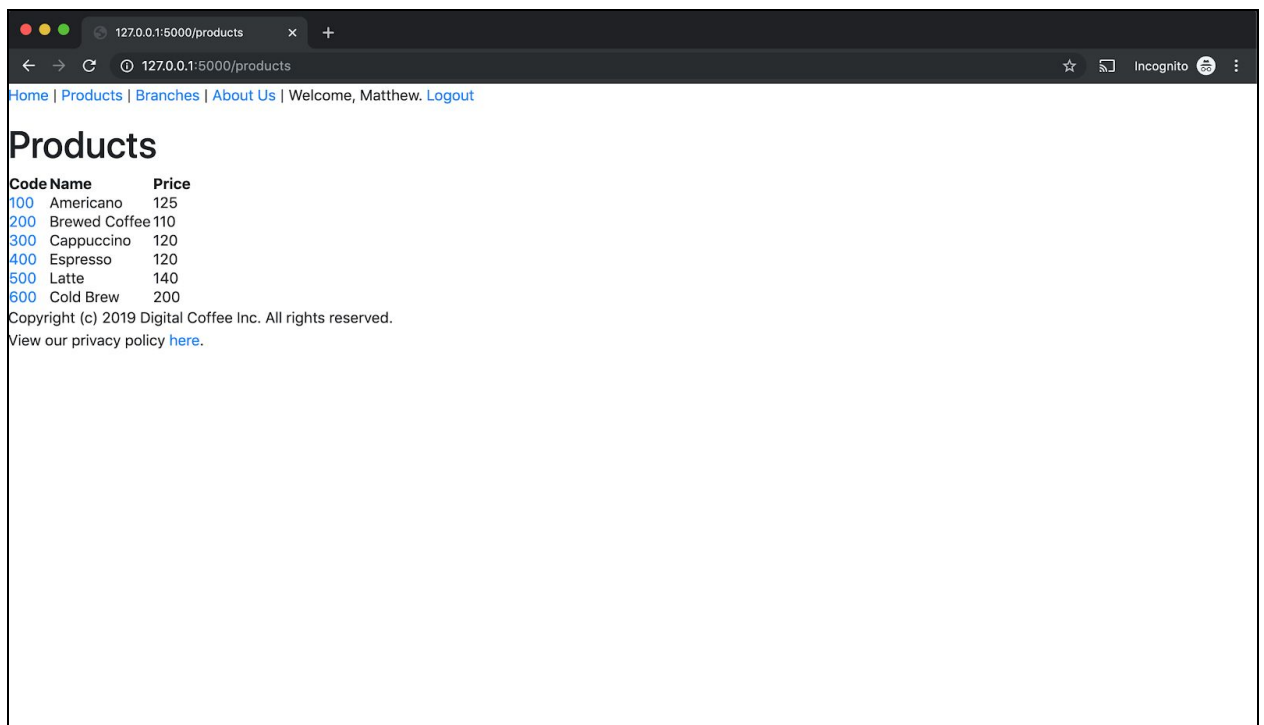 127.0.0.1:5000/products
127.0.0.1:5000/products Incognito
Home | Products | Branches | About Us | Welcome, Matthew. Logout
Products
Code Name Price
100 Americano 125
200 Brewed Coffee 110
300 Cappuccino 120
400 Espresso 120
500 Latte 140
600 Cold Brew 200
Copyright (c) 2019 Digital Coffee Inc. All rights reserved.
View our privacy policy here.